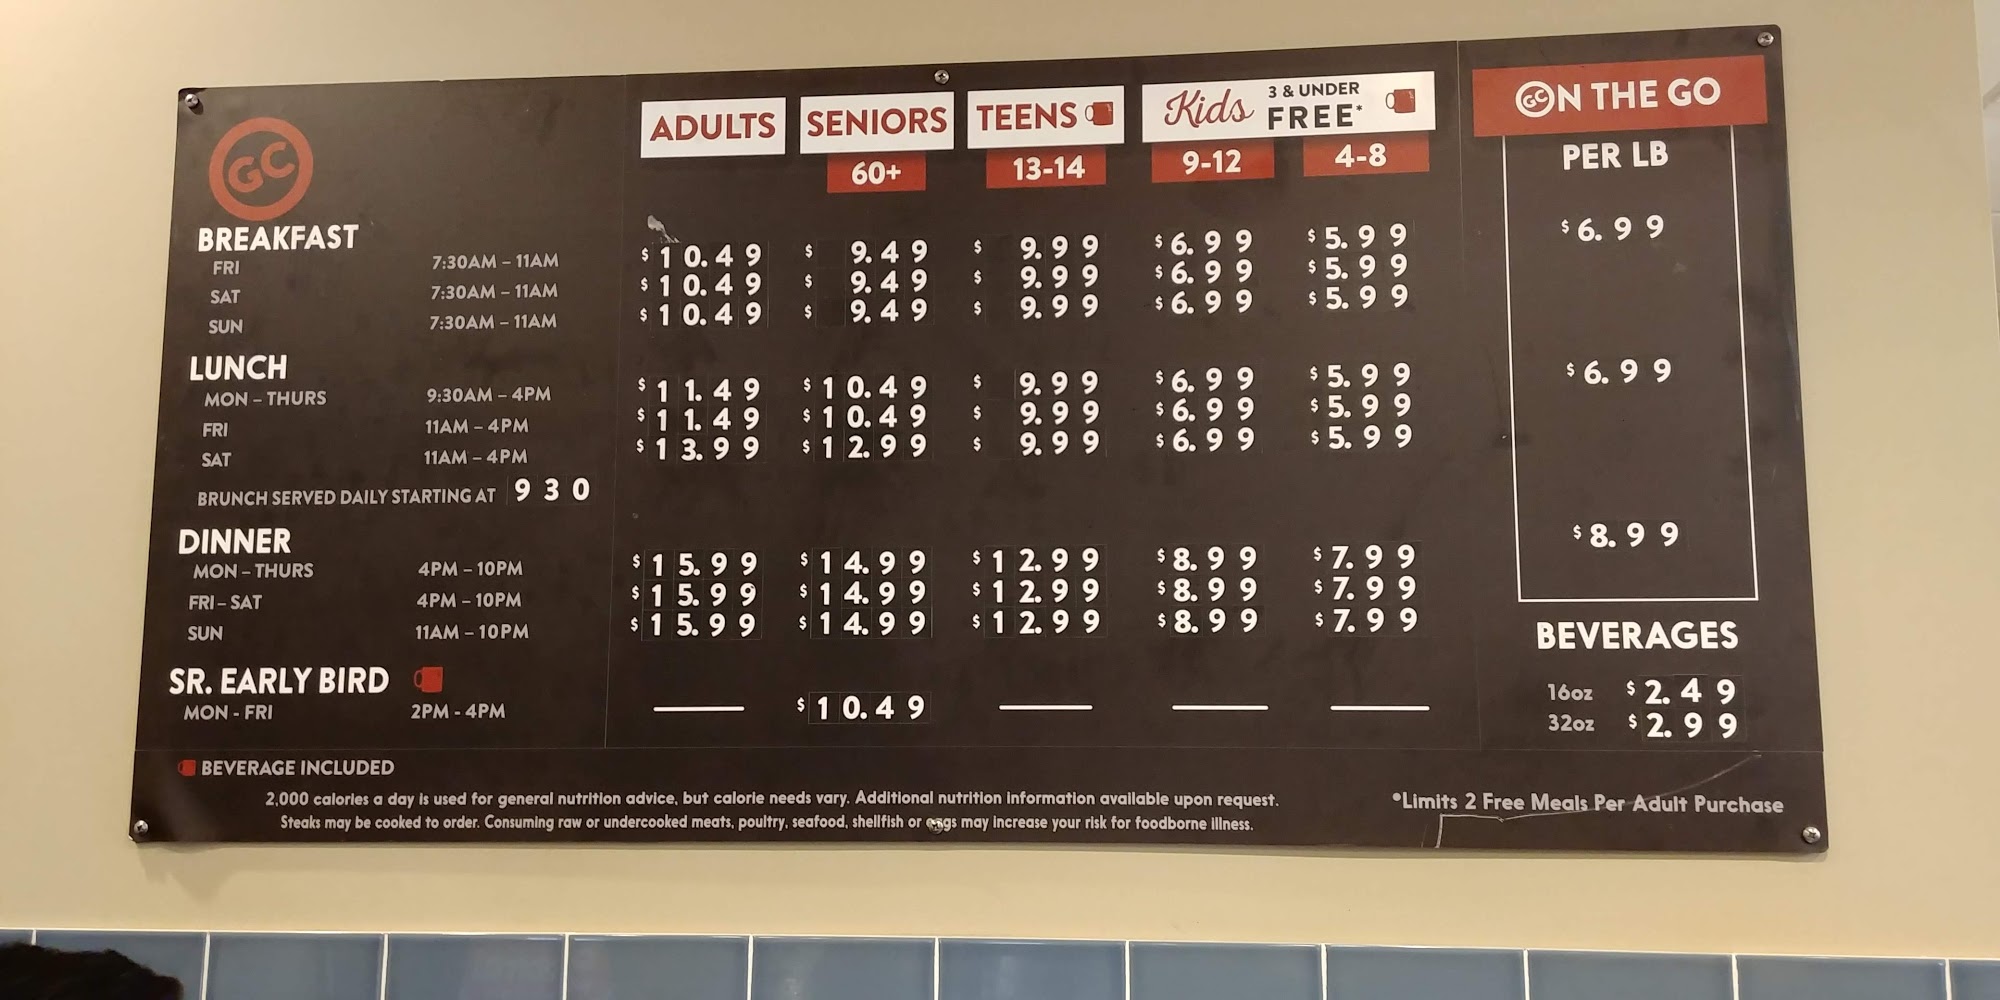 GC
ADULTS SENIORS TEENS Kids 3 & UNDER FREE*
60+ 13-14 9-12 4-8
BREAKFAST
FRI 7:30AM – 11AM $10.49 $9.49 $9.99 $6.99 $5.99
SAT 7:30AM – 11AM $10.49 $9.49 $9.99 $6.99 $5.99
SUN 7:30AM – 11AM $10.49 $9.49 $9.99 $6.99 $5.99
LUNCH
MON – THURS 9:30AM – 4PM $11.49 $10.49 $9.99 $6.99 $5.99
FRI 11AM – 4PM $11.49 $10.49 $9.99 $6.99 $5.99
SAT 11AM – 4PM $13.99 $12.99 $9.99 $6.99 $5.99
BRUNCH SERVED DAILY STARTING AT 930
DINNER
MON – THURS 4PM – 10PM $15.99 $14.99 $12.99 $8.99 $7.99
FRI – SAT 4PM – 10PM $15.99 $14.99 $12.99 $8.99 $7.99
SUN 11AM – 10PM $15.99 $14.99 $12.99 $8.99 $7.99
SR. EARLY BIRD
MON - FRI 2PM - 4PM $10.49
GC ON THE GO
PER LB
$6.99
$6.99
$8.99
BEVERAGES
16oz $2.49
32oz $2.99
BEVERAGE INCLUDED
2,000 calories a day is used for general nutrition advice, but calorie needs vary. Additional nutrition information available upon request.
Steaks may be cooked to order. Consuming raw or undercooked meats, poultry, seafood, shellfish or eggs may increase your risk for foodborne illness.
*Limits 2 Free Meals Per Adult Purchase